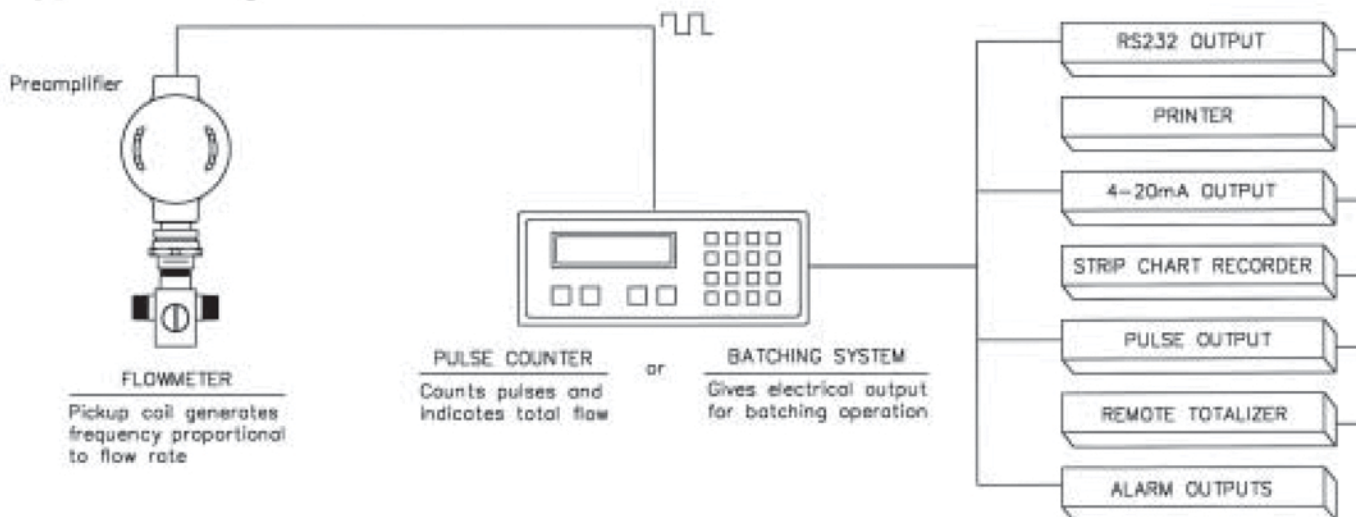 Preamplifier
FLOWMETER
Pickup coil generates
frequency proportional
to flow rate
PULSE COUNTER
Counts pulses and
indicates total flow
or
BATCHING SYSTEM
Gives electrical output
for batching operation
RS232 OUTPUT
PRINTER
4-20mA OUTPUT
STRIP CHART RECORDER
PULSE OUTPUT
REMOTE TOTALIZER
ALARM OUTPUTS